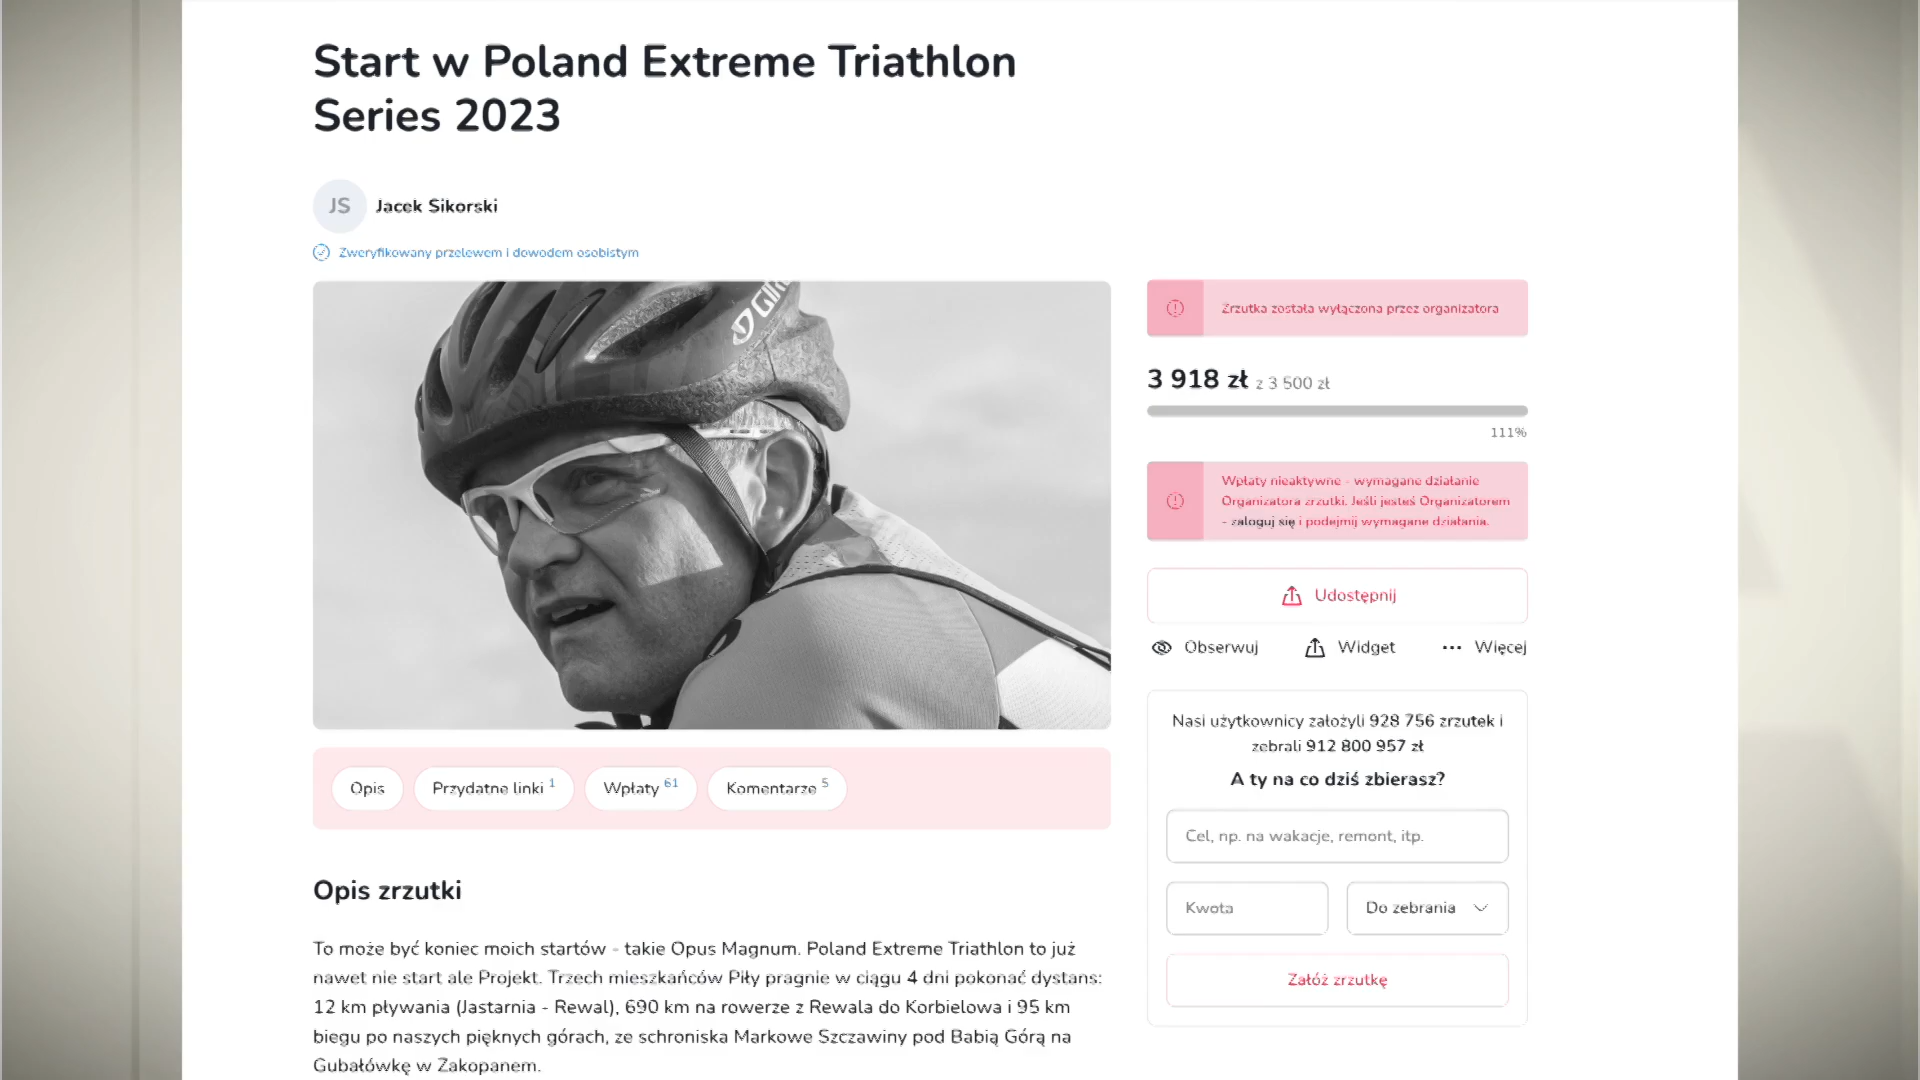 Start w Poland Extreme Triathlon
Series 2023
JS
Jacek Sikorski
Zweryfikowany przelewem i dowodem osobistym
GIR
Zrzutka została wyłączona przez organizatora
3 918 zł z 3 500 zł
111%
Wpłaty nieaktywne - wymagane działanie
Organizatora zrzutki. Jeśli jesteś Organizatorem
- zaloguj się i podejmij wymagane działania.
Udostępnij
Obserwuj
Widget
Więcej
Nasi użytkownicy założyli 928 756 zrzutek i
zebrali 912 800 957 zł
A ty na co dziś zbierasz?
Cel, np. na wakacje, remont, itp.
Kwota
Do zebrania
Załóż zrzutkę
Opis
Przydatne linki 1
Wpłaty 61
Komentarze 5
Opis zrzutki
To może być koniec moich startów - takie Opus Magnum. Poland Extreme Triathlon to już
nawet nie start ale Projekt. Trzech mieszkańców Piły pragnie w ciągu 4 dni pokonać dystans:
12 km pływania (Jastarnia - Rewal), 690 km na rowerze z Rewala do Korbielowa i 95 km
biegu po naszych pięknych górach, ze schroniska Markowe Szczawiny pod Babią Górą na
Gubałówkę w Zakopanem.